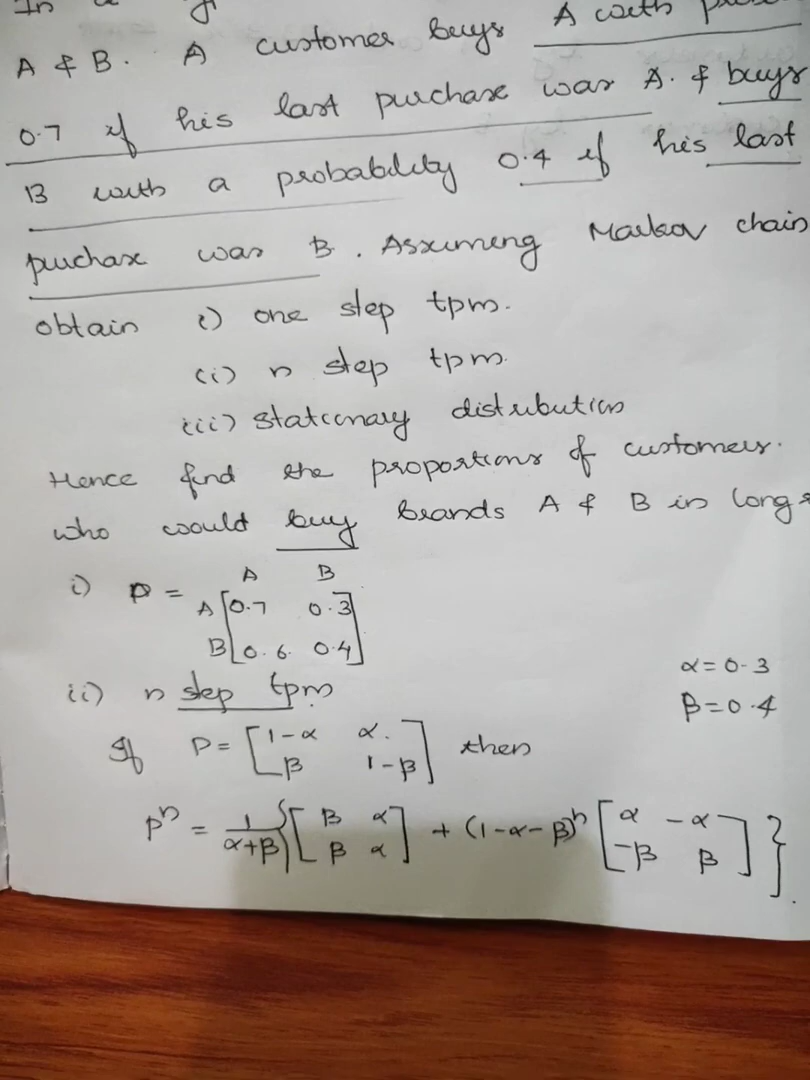 In a
A & B. A customer buys A with
0.7 if his last purchase was A. & buys
B with a probability 0.4 if his last
purchase was B. Assuming Markov chain
obtain i) one step tpm.
(ii) n step tpm.
iii) Stationary distribution
Hence find the proportions of customers.
who would buy brands A & B in long
i) P = A B
A [0.7 0.3]
B [0.6 0.4]
ii) n step tpm
α = 0.3
β = 0.4
If P = [1-α α. β 1-β] then
Pⁿ = 1/(α+β) { [β α β α] + (1-α-β)ⁿ [α -α -β β] }.